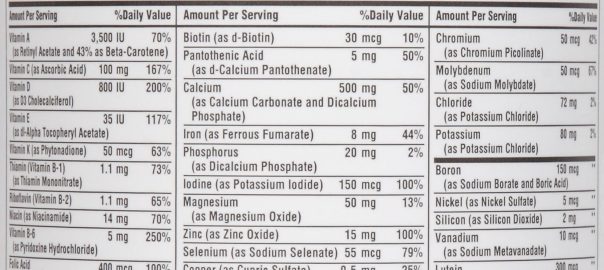 Amount Per Serving %Daily Value
Vitamin A 3,500 IU 70%
(as Retinyl Acetate and 43% as Beta-Carotene)
Vitamin C (as Ascorbic Acid) 100 mg 167%
Vitamin D 800 IU 200%
(as D3 Cholecalciferol)
Vitamin E 35 IU 117%
(as dl-Alpha Tocopheryl Acetate)
Vitamin K (as Phytonadione) 50 mcg 63%
Thiamin (Vitamin B-1) 1.1 mg 73%
(as Thiamin Mononitrate)
Riboflavin (Vitamin B-2) 1.1 mg 65%
Niacin (as Niacinamide) 14 mg 70%
Vitamin B-6 5 mg 250%
(as Pyridoxine Hydrochloride)
Folic Acid 400 mcg 100%
Amount Per Serving %Daily Value
Biotin (as d-Biotin) 30 mcg 10%
Pantothenic Acid 5 mg 50%
(as d-Calcium Pantothenate)
Calcium 500 mg 50%
(as Calcium Carbonate and Dicalcium
Phosphate)
Iron (as Ferrous Fumarate) 8 mg 44%
Phosphorus 20 mg 2%
(as Dicalcium Phosphate)
Iodine (as Potassium Iodide) 150 mcg 100%
Magnesium 50 mg 13%
(as Magnesium Oxide)
Zinc (as Zinc Oxide) 15 mg 100%
Selenium (as Sodium Selenate) 55 mcg 79%
Copper (as Cupric Sulfate) 0.5 mg 25%
Amount Per Serving %Daily Value
Chromium 50 mcg 42%
(as Chromium Picolinate)
Molybdenum 50 mcg 67%
(as Sodium Molybdate)
Chloride 72 mg 2%
(as Potassium Chloride)
Potassium 80 mg 2%
(as Potassium Chloride)
Boron 150 mcg **
(as Sodium Borate and Boric Acid)
Nickel (as Nickel Sulfate) 5 mcg **
Silicon (as Silicon Dioxide) 2 mg **
Vanadium 10 mcg **
(as Sodium Metavanadate)
Lutein 300 mcg **